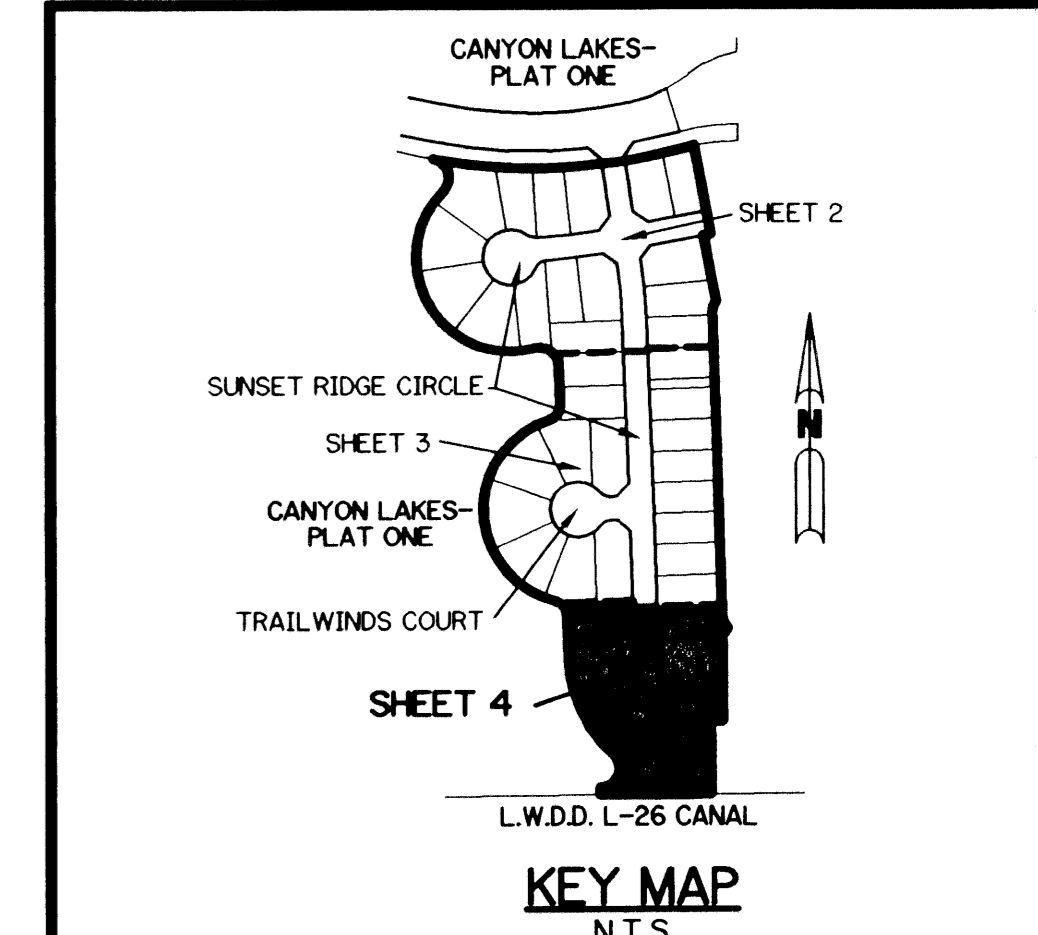 CANYON LAKES-
PLAT ONE
SHEET 2
SUNSET RIDGE CIRCLE
SHEET 3
N
CANYON LAKES-
PLAT ONE
TRAILWINDS COURT
SHEET 4
L.W.D.D. L-26 CANAL
KEY MAP
N.T.S.